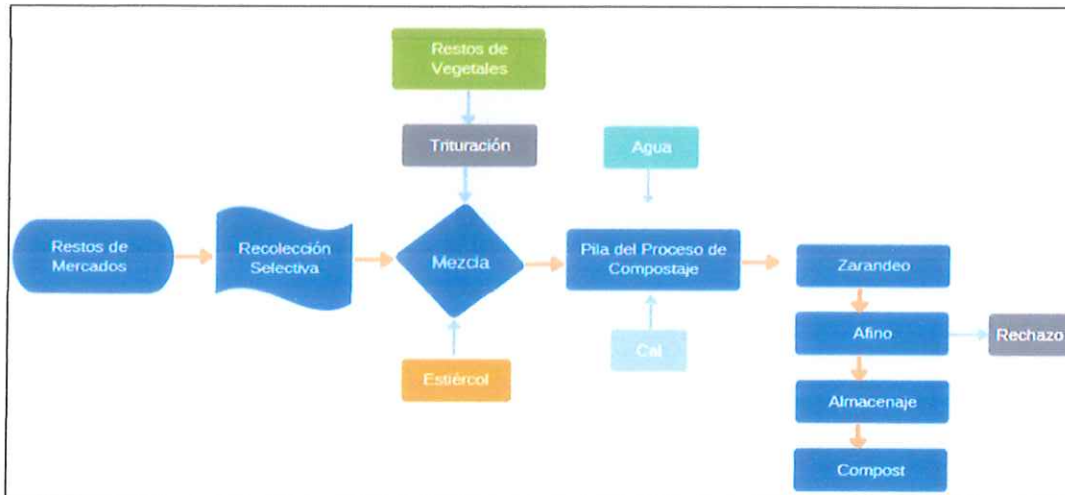 Restos de
Vegetales
Trituración
Agua
Restos de
Mercados
Recolección
Selectiva
Mezcla
Pila del Proceso de
Compostaje
Zarandeo
Cal
Estiércol
Afino
Rechazo
Almacenaje
Compost